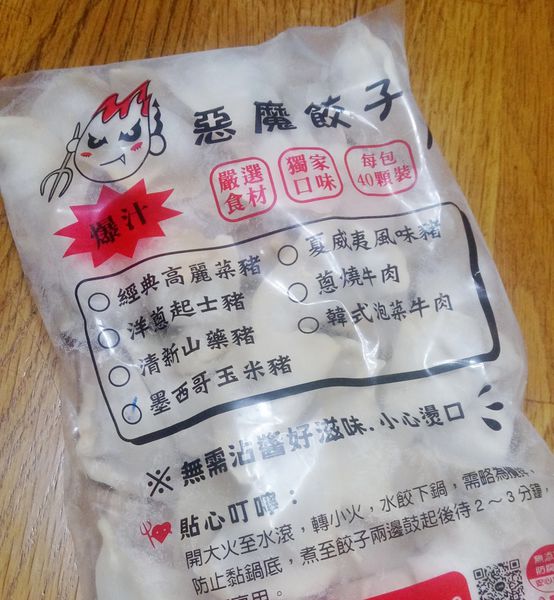 惡魔餃子
嚴選
食材
獨家
口味
每包
40顆裝
爆汁
經典高麗菜豬
洋蔥起士豬
清新山藥豬
墨西哥玉米豬
夏威夷風味豬
蔥燒牛肉
韓式泡菜牛肉
※無需沾醬好滋味.小心燙口
貼心叮嚀：
開大火至水滾，轉小火，水餃下鍋，需略為
防止黏鍋底，煮至餃子兩邊鼓起後待2～3分鐘，
享用。